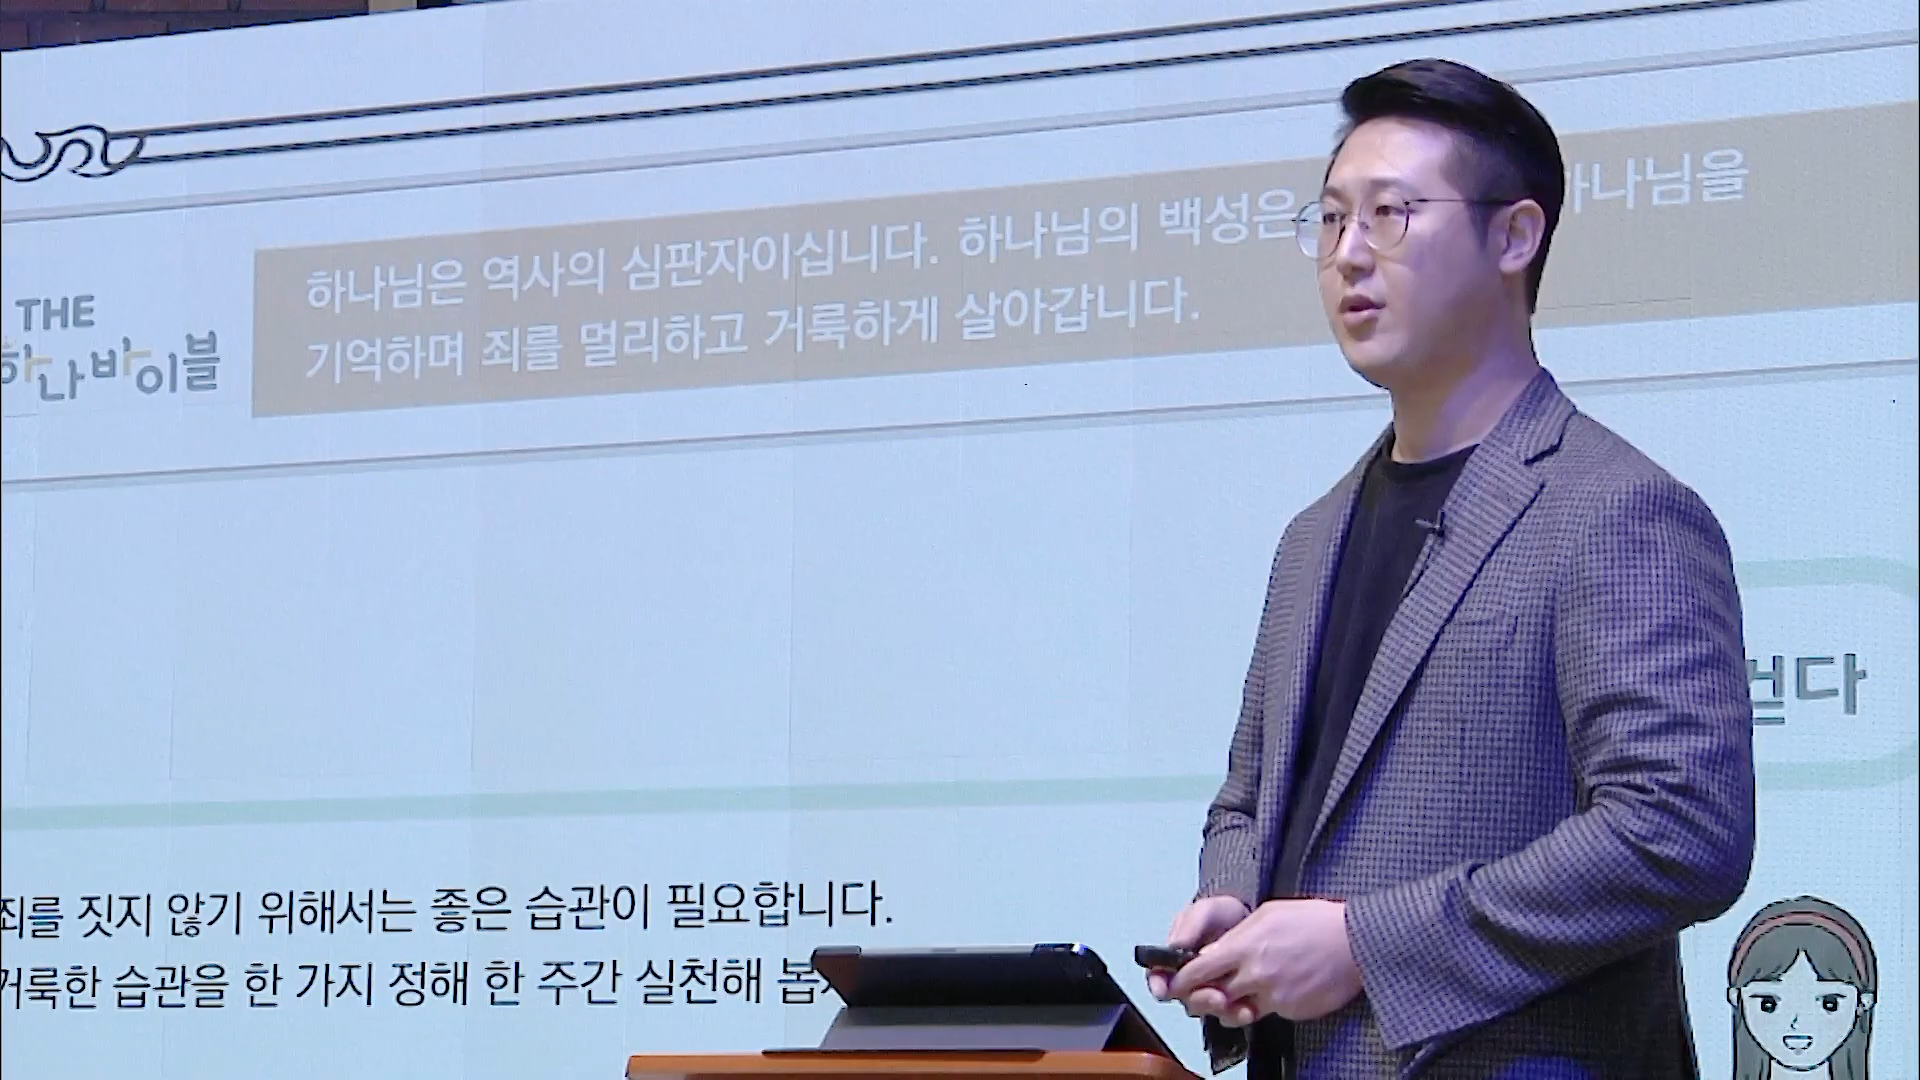 하나님은 역사의 심판자이십니다. 하나님의 백성은 하나님을
기억하며 죄를 멀리하고 거룩하게 살아갑니다.
THE
하나바이블
걷다
죄를 짓지 않기 위해서는 좋은 습관이 필요합니다.
거룩한 습관을 한 가지 정해 한 주간 실천해